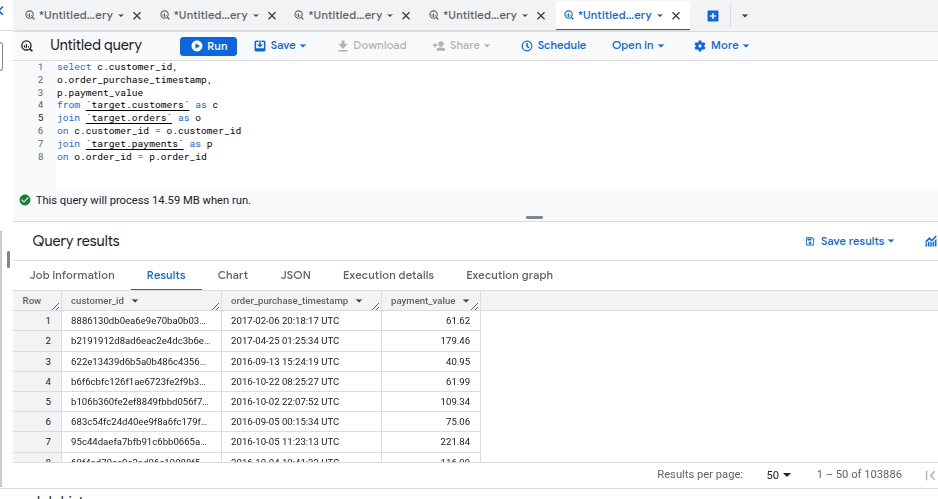 *Untitled...ery *Untitled...ery *Untitled...ery *Untitled...ery *Untitled...ery
Untitled query Run Save Download Share Schedule Open in More
1 select c.customer_id,
2 o.order_purchase_timestamp,
3 p.payment_value
4 from `target.customers` as c
5 join `target.orders` as o
6 on c.customer_id = o.customer_id
7 join `target.payments` as p
8 on o.order_id = p.order_id
This query will process 14.59 MB when run.
Query results Save results
Job information Results Chart JSON Execution details Execution graph
Row customer_id order_purchase_timestamp payment_value
1 8886130db0ea6e9e70ba0b03... 2017-02-06 20:18:17 UTC 61.62
2 b2191912d8ad6eac2e4dc3b6e... 2017-04-25 01:25:34 UTC 179.46
3 622e13439d6b5a0b486c4356... 2016-09-13 15:24:19 UTC 40.95
4 b6f6cbfc126f1ae6723fe2f9b3... 2016-10-22 08:25:27 UTC 61.99
5 b106b360fe2ef8849fbbd056f7... 2016-10-02 22:07:52 UTC 109.34
6 683c54fc24d40ee9f8a6fc179f... 2016-09-05 00:15:34 UTC 75.06
7 95c44daefa7bfb91c6bb0665a... 2016-10-05 11:23:13 UTC 221.84
Results per page: 50 1 – 50 of 103886